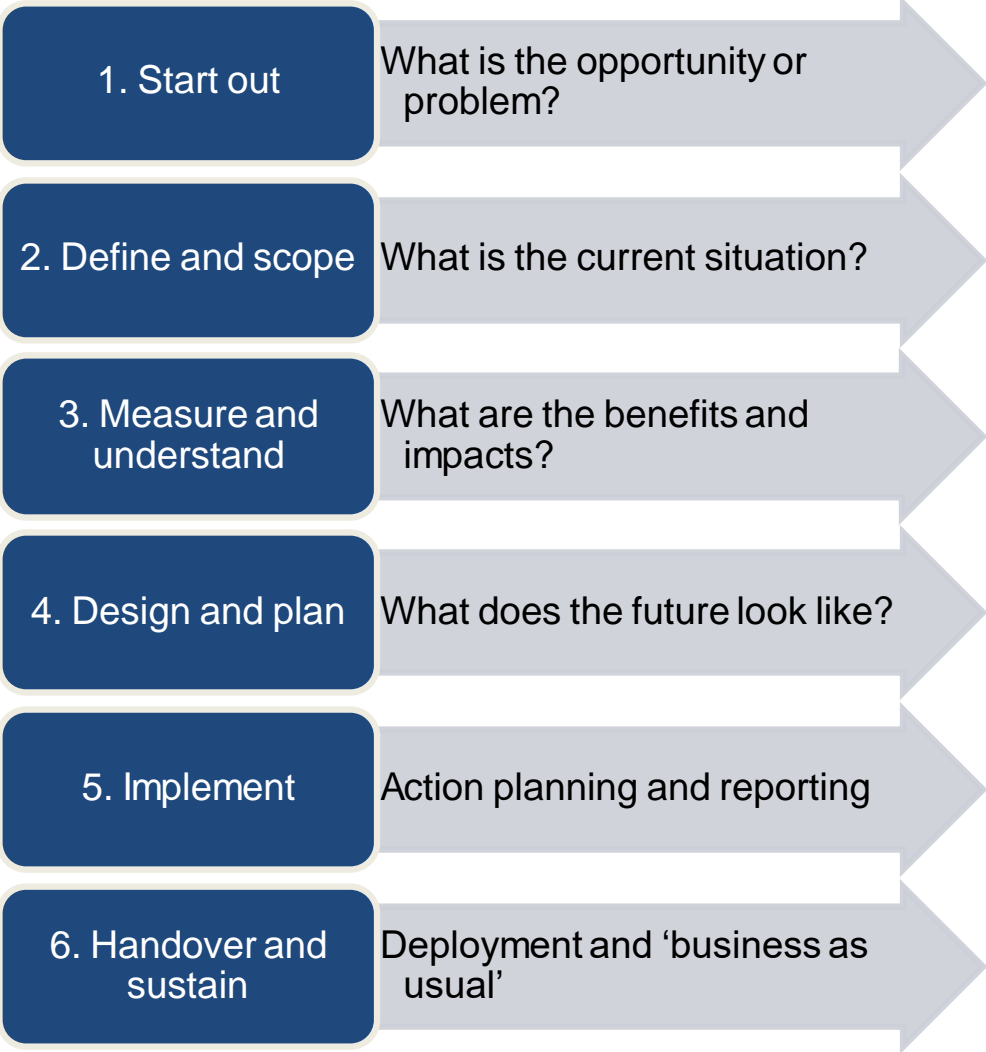 1. Start out
What is the opportunity or
problem?
2. Define and scope
What is the current situation?
3. Measure and
understand
What are the benefits and
impacts?
4. Design and plan
What does the future look like?
5. Implement
Action planning and reporting
6. Handover and
sustain
Deployment and ‘business as
usual’